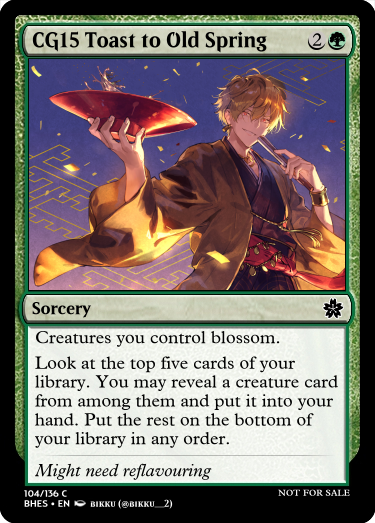 CG15 Toast to Old Spring 2
Sorcery
Creatures you control blossom.
Look at the top five cards of your
library. You may reveal a creature card
from among them and put it into your
hand. Put the rest on the bottom of
your library in any order.
Might need reflavouring
104/136 C NOT FOR SALE
BHES • EN BIKKU (@BIKKU__2)